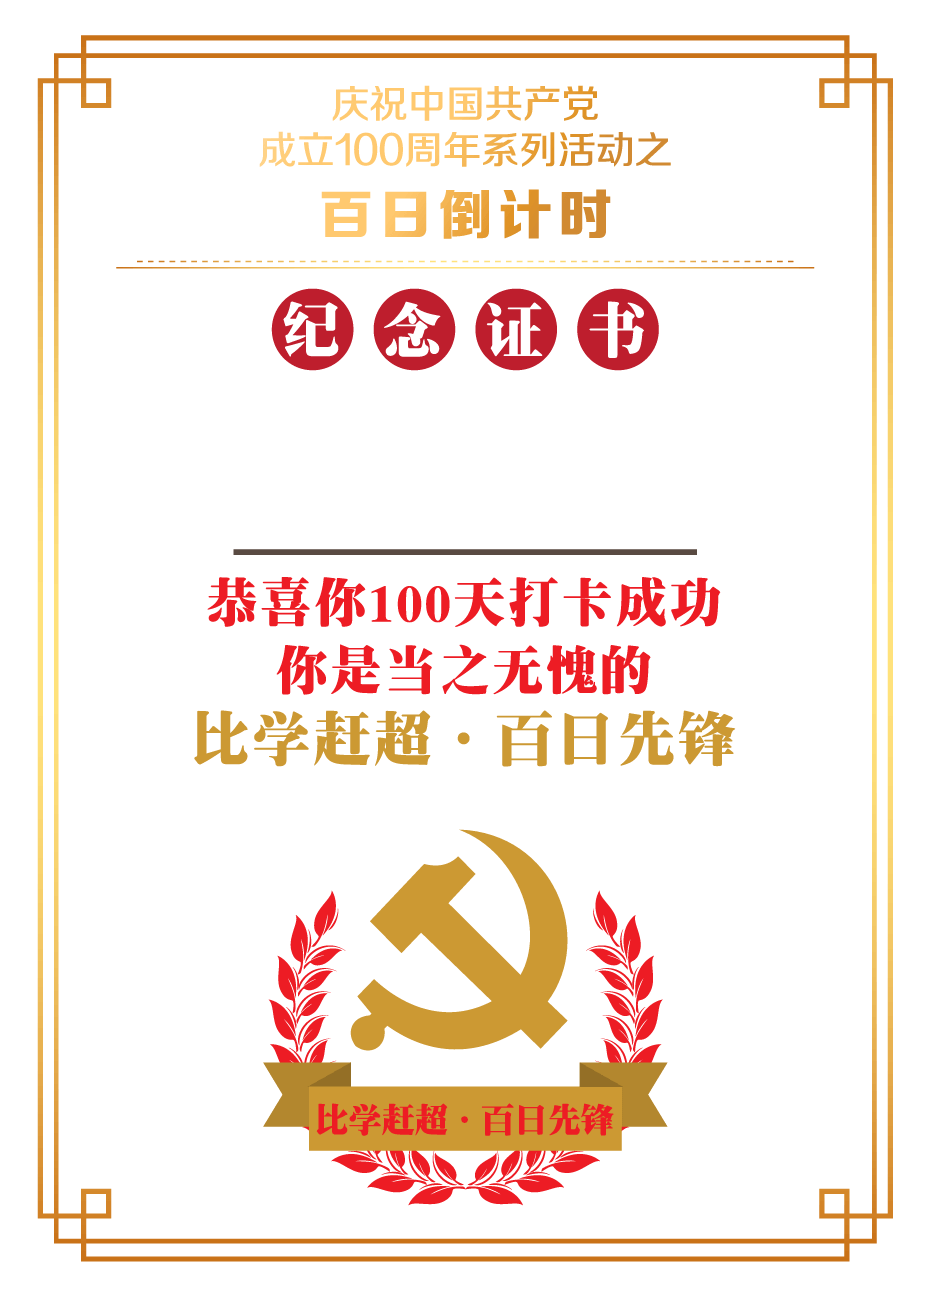 庆祝中国共产党
成立100周年系列活动之
百日倒计时
纪念证书
恭喜你100天打卡成功
你是当之无愧的
比学赶超·百日先锋
比学赶超·百日先锋